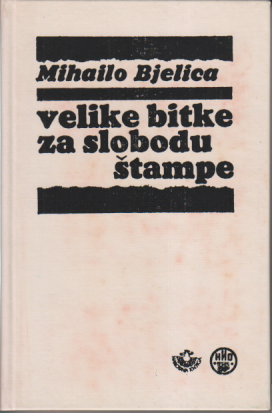 Mihailo Bjelica
velike bitke
za slobodu
štampe